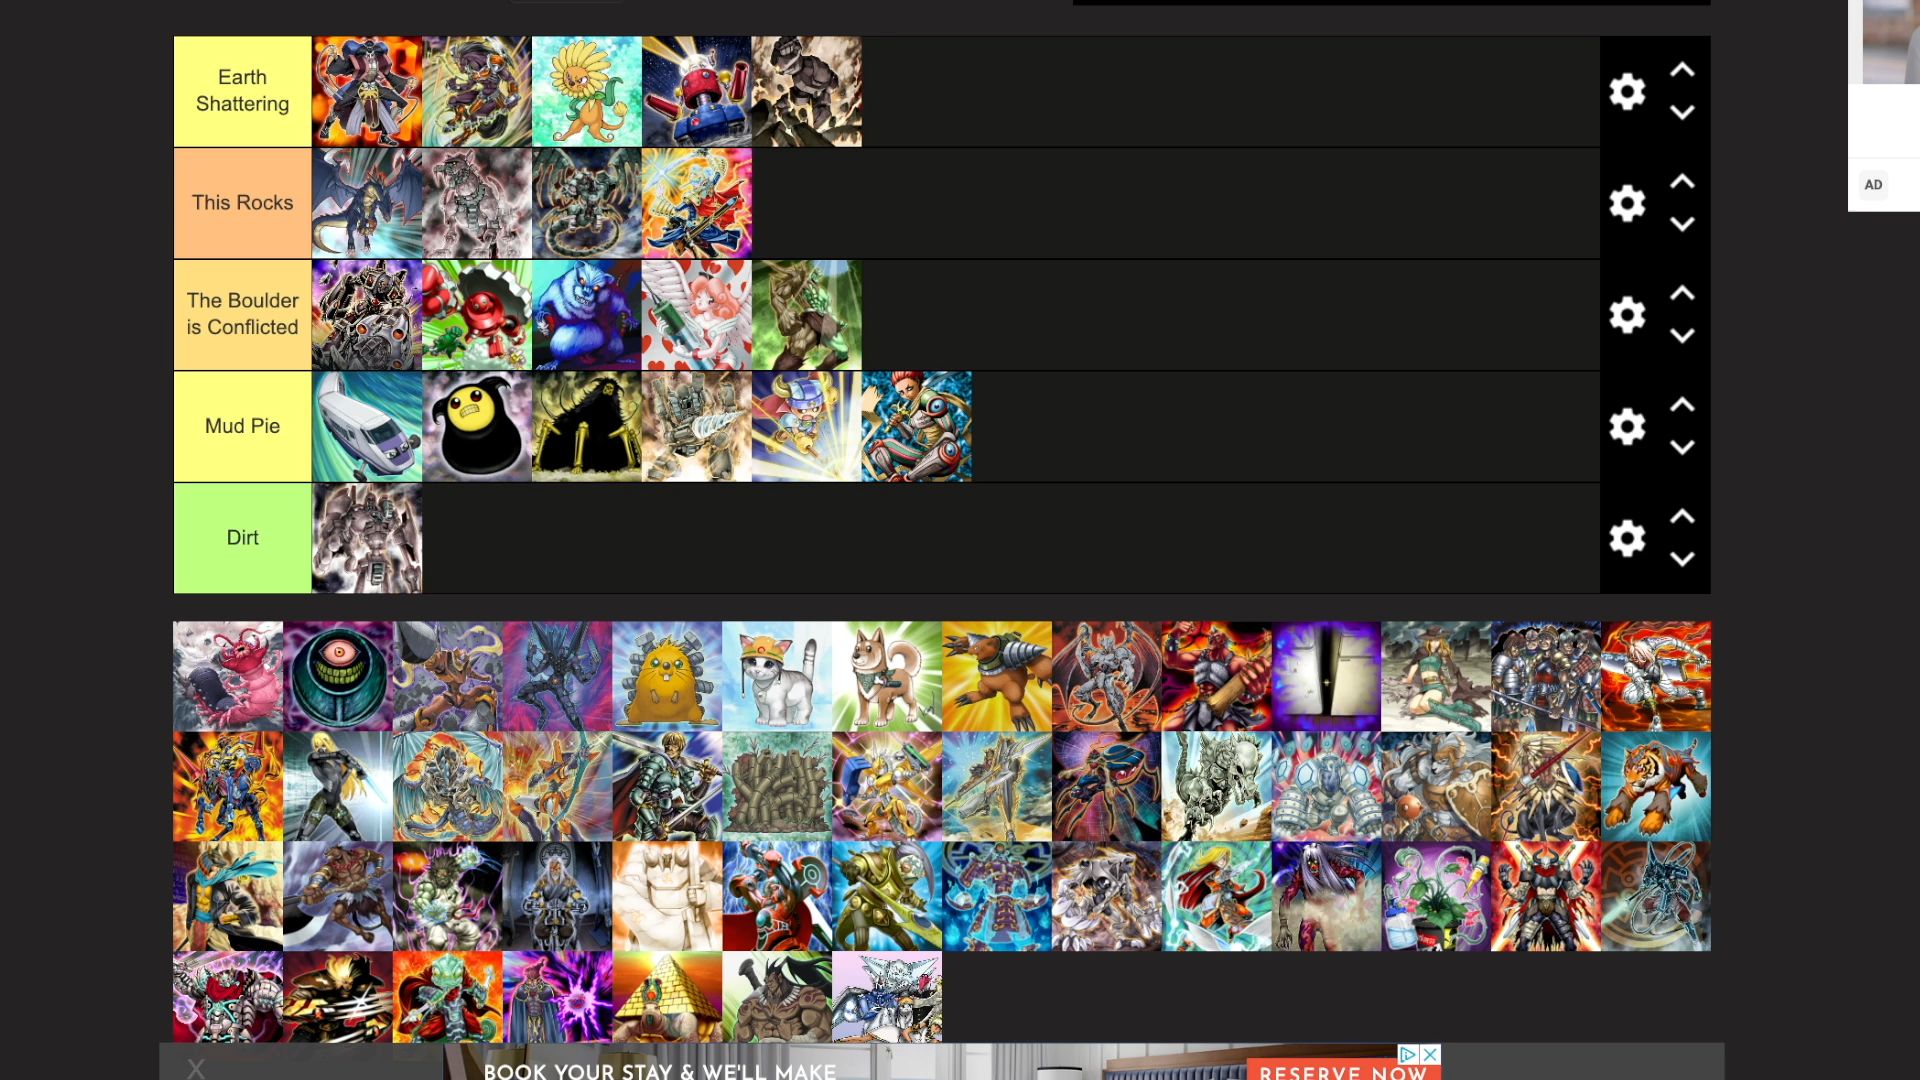 Earth
Shattering
This Rocks
The Boulder
is Conflicted
Mud Pie
Dirt
AD
X
BOOK YOUR STAY & WE'LL MAKE
RESERVE NOW